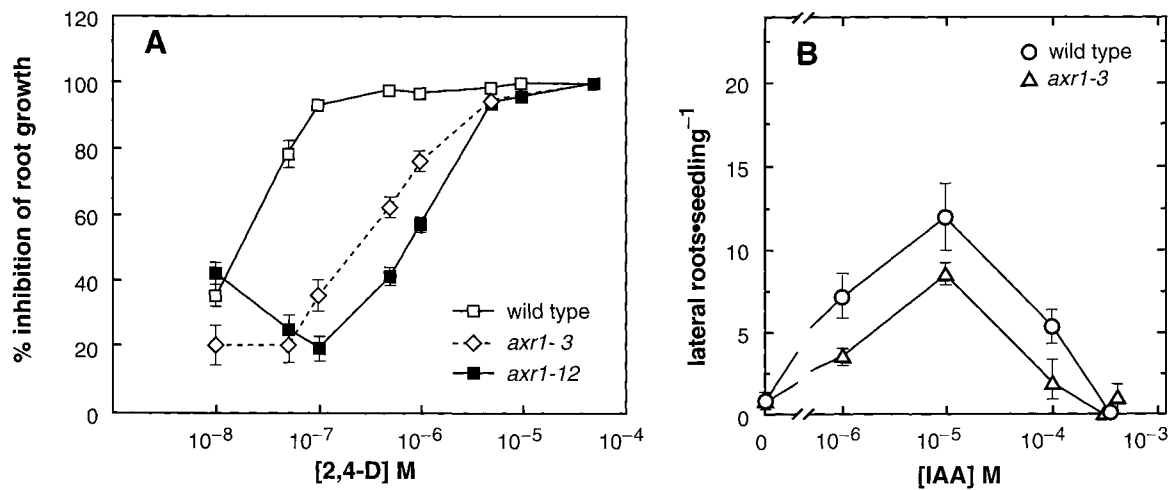 A
% inhibition of root growth
120
100
80
60
40
20
0
10⁻⁸
10⁻⁷
10⁻⁶
10⁻⁵
10⁻⁴
[2,4-D] M
wild type
axr1-3
axr1-12
B
lateral roots•seedling⁻¹
20
15
10
5
0
0
10⁻⁶
10⁻⁵
10⁻⁴
10⁻³
[IAA] M
wild type
axr1-3